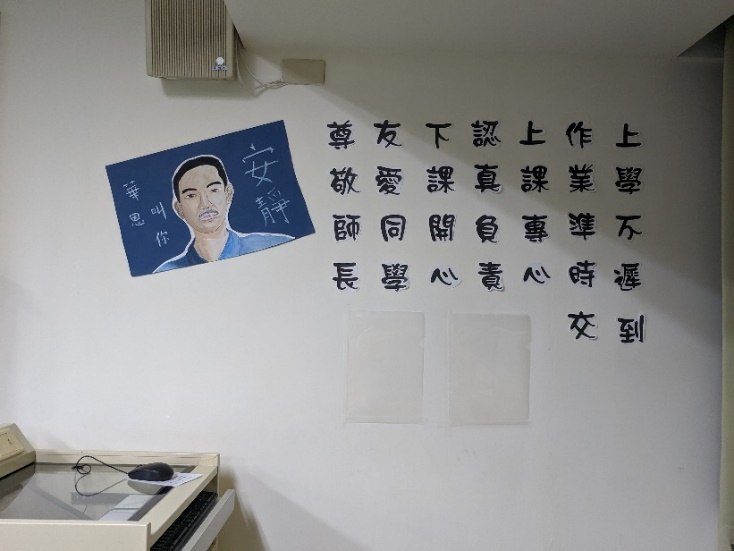 上學不遲到
作業準時交
上課專心
認真負責
下課開心
友愛同學
尊敬師長
安靜
華恩
叫你